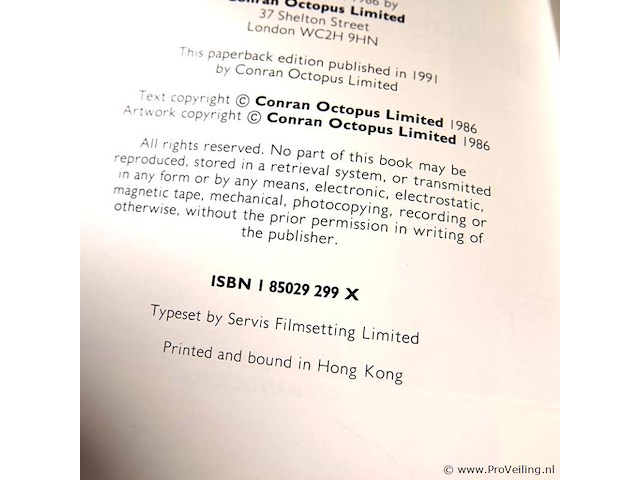 1986 by
Conran Octopus Limited
37 Shelton Street
London WC2H 9HN
This paperback edition published in 1991
by Conran Octopus Limited
Text copyright © Conran Octopus Limited 1986
Artwork copyright © Conran Octopus Limited 1986
All rights reserved. No part of this book may be
reproduced, stored in a retrieval system, or transmitted
in any form or by any means, electronic, electrostatic,
magnetic tape, mechanical, photocopying, recording or
otherwise, without the prior permission in writing of
the publisher.
ISBN 1 85029 299 X
Typeset by Servis Filmsetting Limited
Printed and bound in Hong Kong
© www.ProVeiling.nl